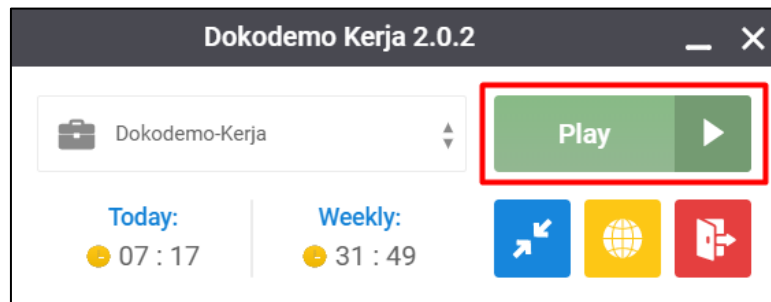 Dokodemo Kerja 2.0.2
Dokodemo-Kerja
Play
Today:
07 : 17
Weekly:
31 : 49